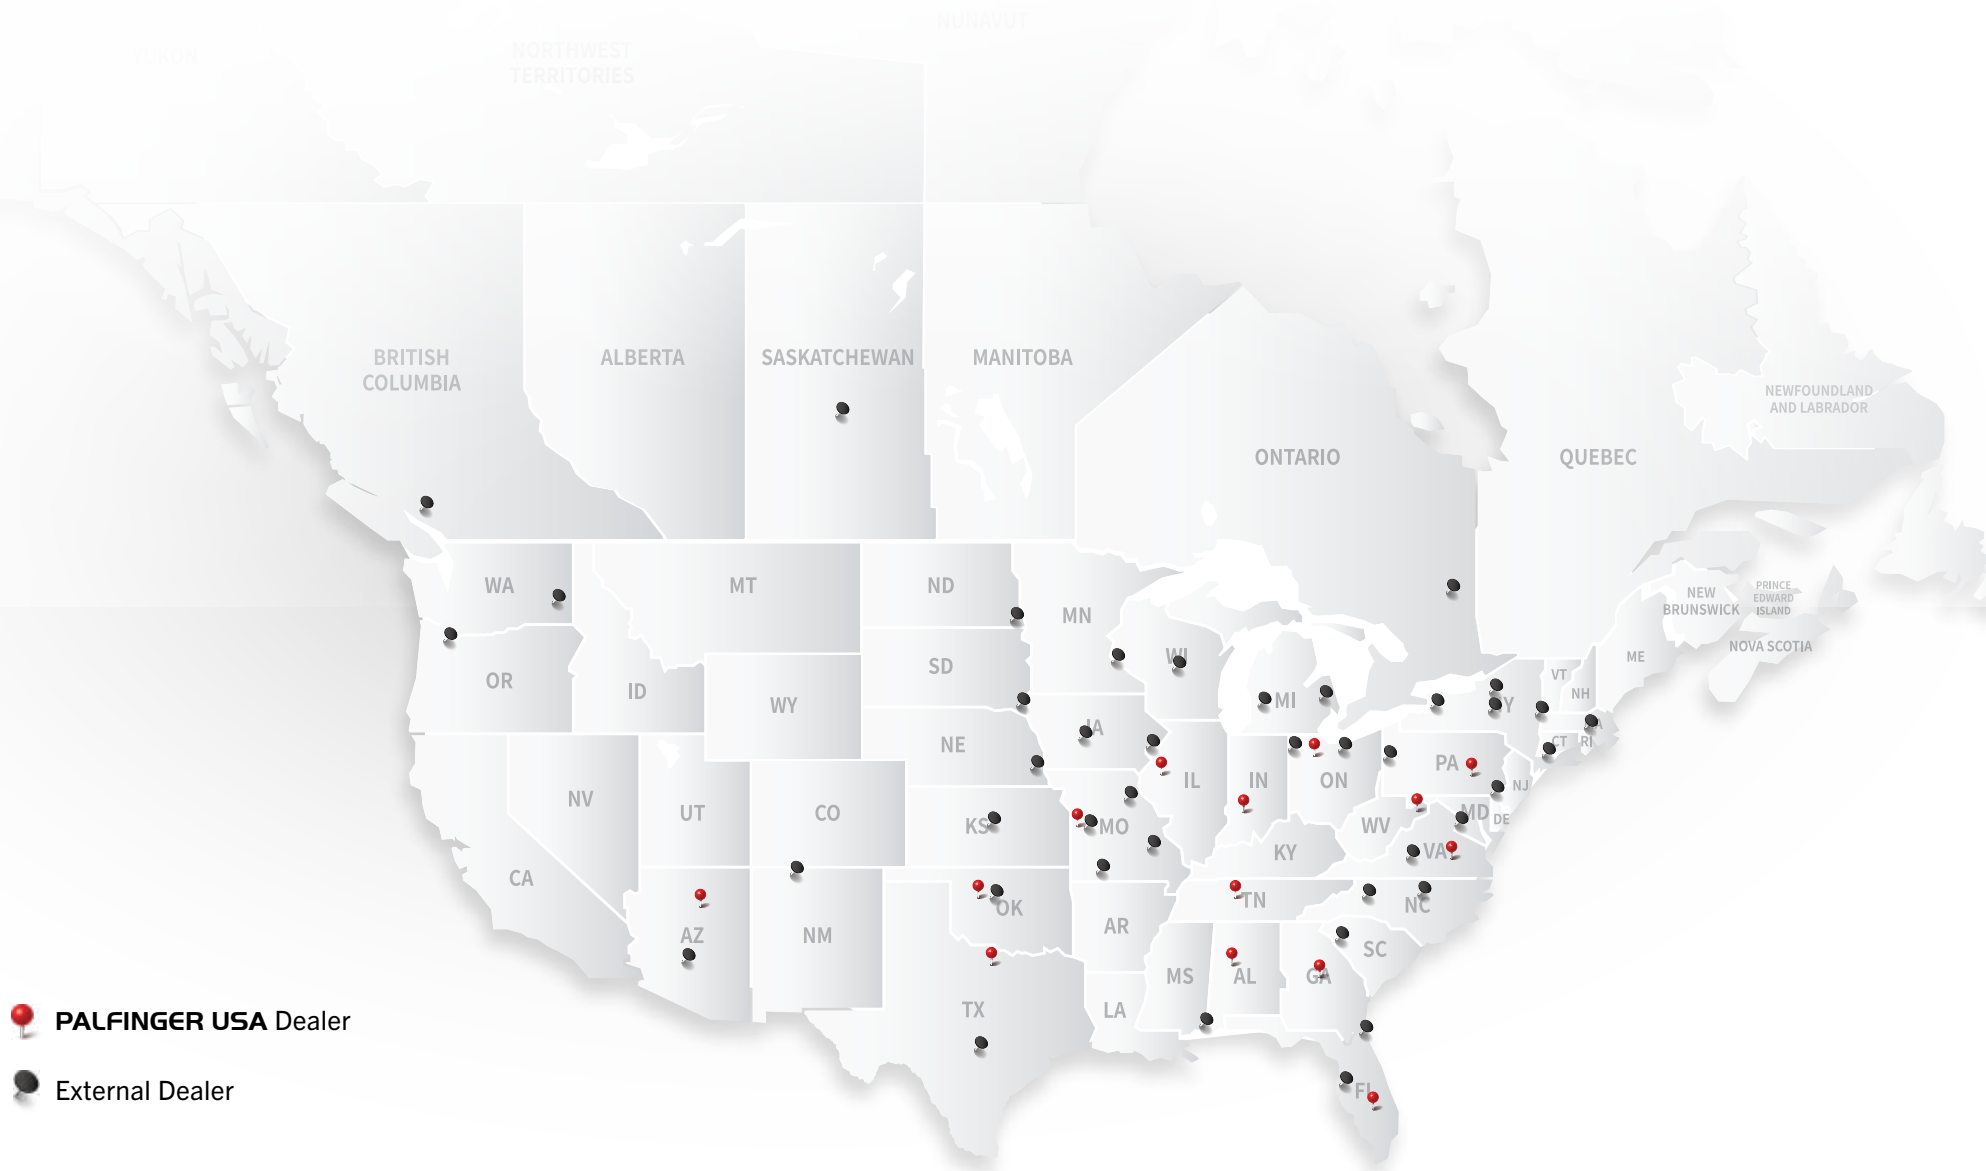 NUNAVUT
YUKON
NORTHWEST
TERRITORIES
BRITISH
COLUMBIA
ALBERTA
SASKATCHEWAN
MANITOBA
ONTARIO
QUEBEC
NEWFOUNDLAND
AND LABRADOR
NEW
BRUNSWICK
PRINCE
EDWARD
ISLAND
NOVA SCOTIA
WA
MT
ND
MN
WI
MI
VT
NH
ME
OR
ID
WY
SD
NE
IA
IL
IN
ON
PA
NJ
CT
RI
NV
UT
CO
KS
MO
KY
WV
MD
DE
VA
CA
AZ
NM
OK
AR
TN
NC
SC
TX
LA
MS
AL
GA
FL
PALFINGER USA Dealer
External Dealer